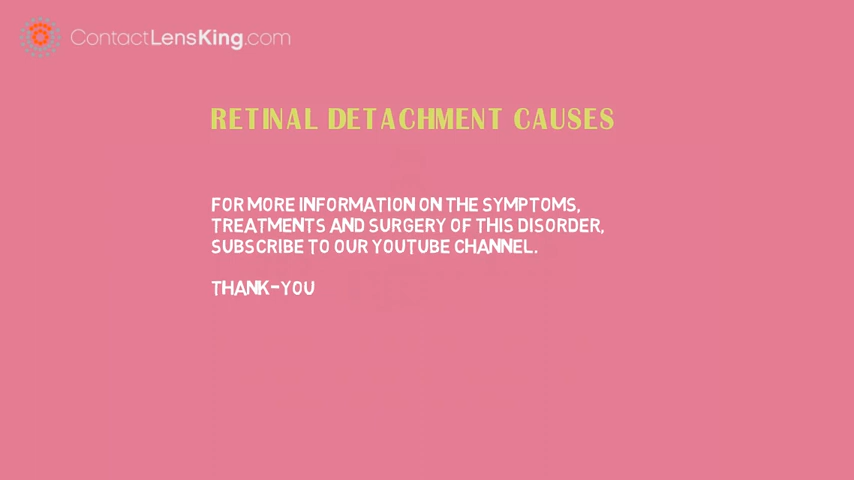 ContactLensKing.com
RETINAL DETACHMENT CAUSES
FOR MORE INFORMATION ON THE SYMPTOMS,
TREATMENTS AND SURGERY OF THIS DISORDER,
SUBSCRIBE TO OUR YOUTUBE CHANNEL.
THANK-YOU